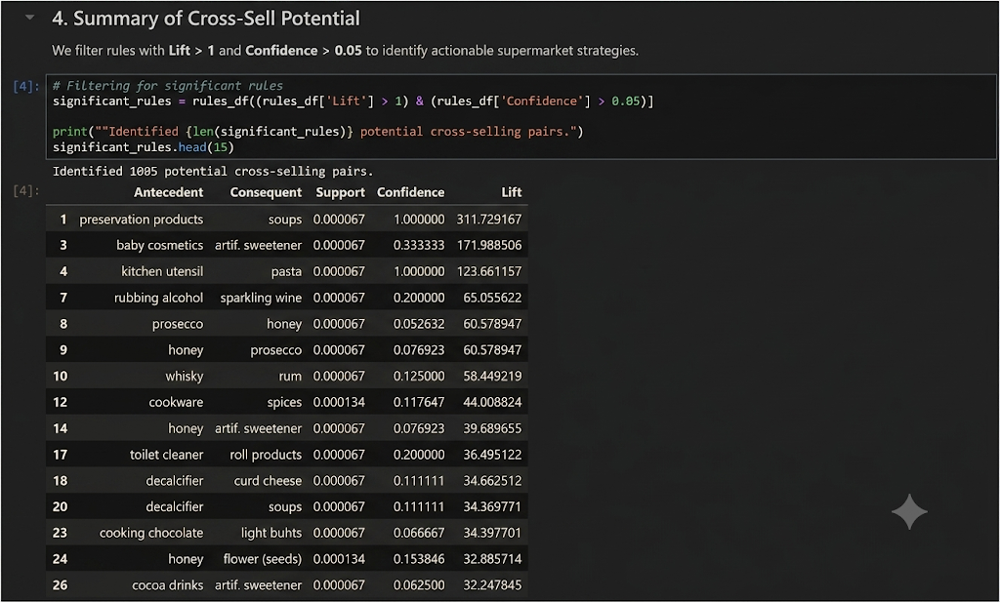 4. Summary of Cross-Sell Potential
We filter rules with Lift > 1 and Confidence > 0.05 to identify actionable supermarket strategies.
[4]: # Filtering for significant rules
significant_rules = rules_df((rules_df['Lift'] > 1) & (rules_df['Confidence'] > 0.05)]
print(""Identified {len(significant_rules)} potential cross-selling pairs.")
significant_rules.head(15)
Identified 1005 potential cross-selling pairs.
[4]: Antecedent Consequent Support Confidence Lift
1 preservation products soups 0.000067 1.000000 311.729167
3 baby cosmetics artif. sweetener 0.000067 0.333333 171.988506
4 kitchen utensil pasta 0.000067 1.000000 123.661157
7 rubbing alcohol sparkling wine 0.000067 0.200000 65.055622
8 prosecco honey 0.000067 0.052632 60.578947
9 honey prosecco 0.000067 0.076923 60.578947
10 whisky rum 0.000067 0.125000 58.449219
12 cookware spices 0.000134 0.117647 44.008824
14 honey artif. sweetener 0.000067 0.076923 39.689655
17 toilet cleaner roll products 0.000067 0.200000 36.495122
18 decalcifier curd cheese 0.000067 0.111111 34.662512
20 decalcifier soups 0.000067 0.111111 34.369771
23 cooking chocolate light buhts 0.000067 0.066667 34.397701
24 honey flower (seeds) 0.000134 0.153846 32.885714
26 cocoa drinks artif. sweetener 0.000067 0.062500 32.247845